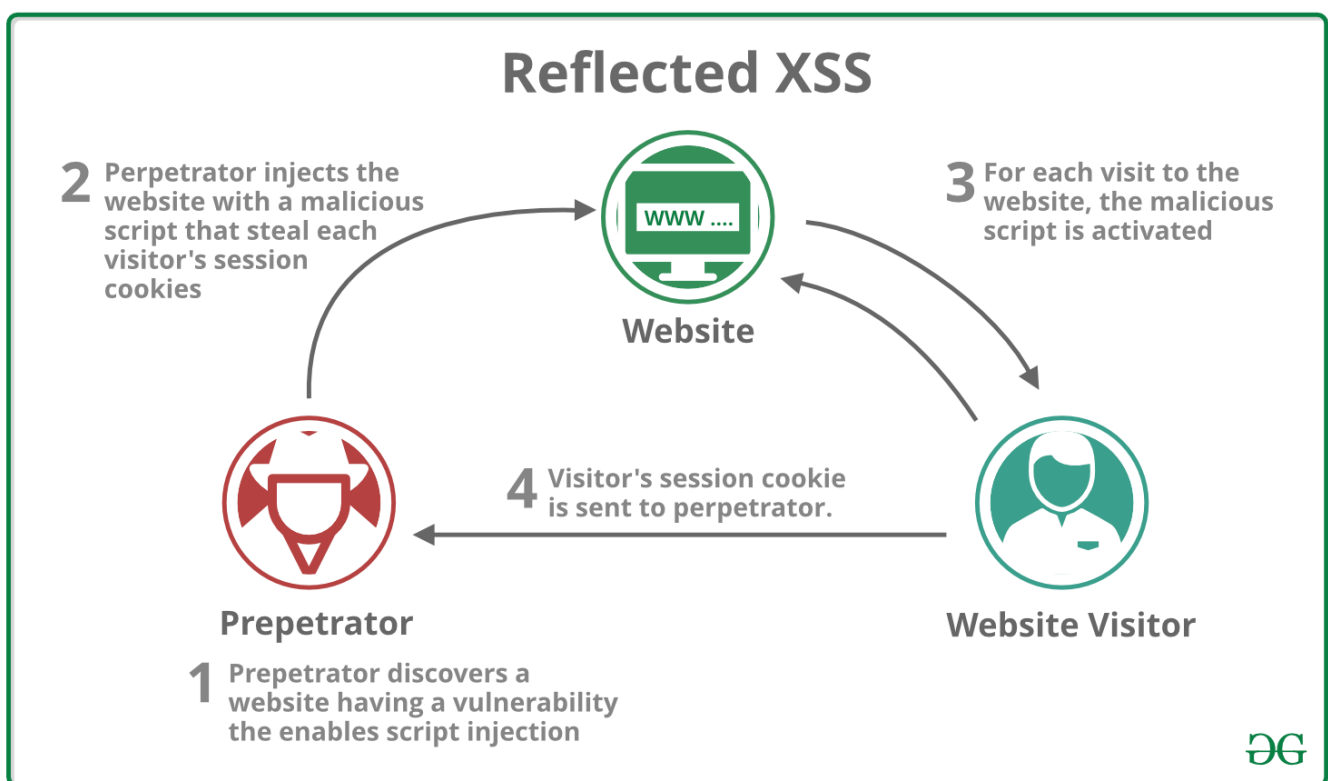 Reflected XSS
2 Perpetrator injects the
website with a malicious
script that steal each
visitor's session
cookies
WWW ....
Website
3 For each visit to the
website, the malicious
script is activated
4 Visitor's session cookie
is sent to perpetrator.
Prepetrator
Website Visitor
1 Prepetrator discovers a
website having a vulnerability
the enables script injection